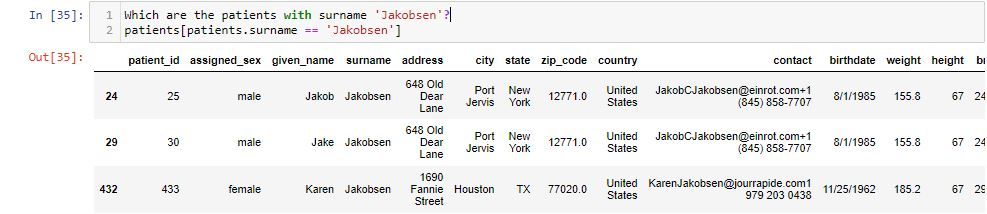 In [35]: 1 Which are the patients with surname 'Jakobsen'?
2 patients[patients.surname == 'Jakobsen']
Out[35]:
patient_id assigned_sex given_name surname address city state zip_code country contact birthdate weight height b
24 25 male Jakob Jakobsen 648 Old Dear Lane Port Jervis New York 12771.0 United States JakobCJakobsen@einrot.com+1 (845) 858-7707 8/1/1985 155.8 67 24
29 30 male Jake Jakobsen 648 Old Dear Lane Port Jervis New York 12771.0 United States JakobCJakobsen@einrot.com+1 (845) 858-7707 8/1/1985 155.8 67 24
432 433 female Karen Jakobsen 1690 Fannie Street Houston TX 77020.0 United States KarenJakobsen@jourrapide.com1 979 203 0438 11/25/1962 185.2 67 29